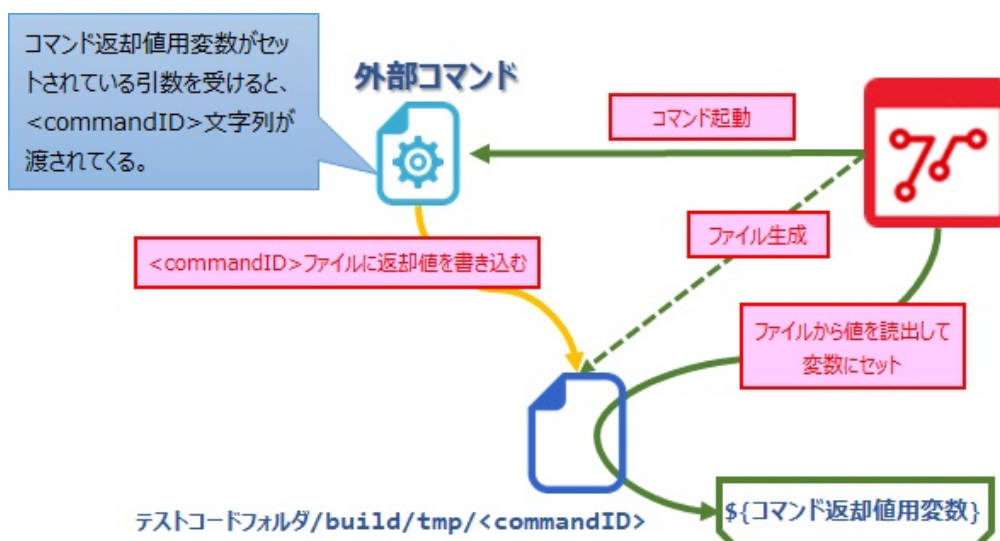 コマンド返却値用変数がセッ
トされている引数を受けると、
<commandID>文字列が
渡されてくる。
外部コマンド
コマンド起動
ファイル生成
<commandID>ファイルに返却値を書き込む
ファイルから値を読出して
変数にセット
テストコードフォルダ/build/tmp/<commandID>
${コマンド返却値用変数}